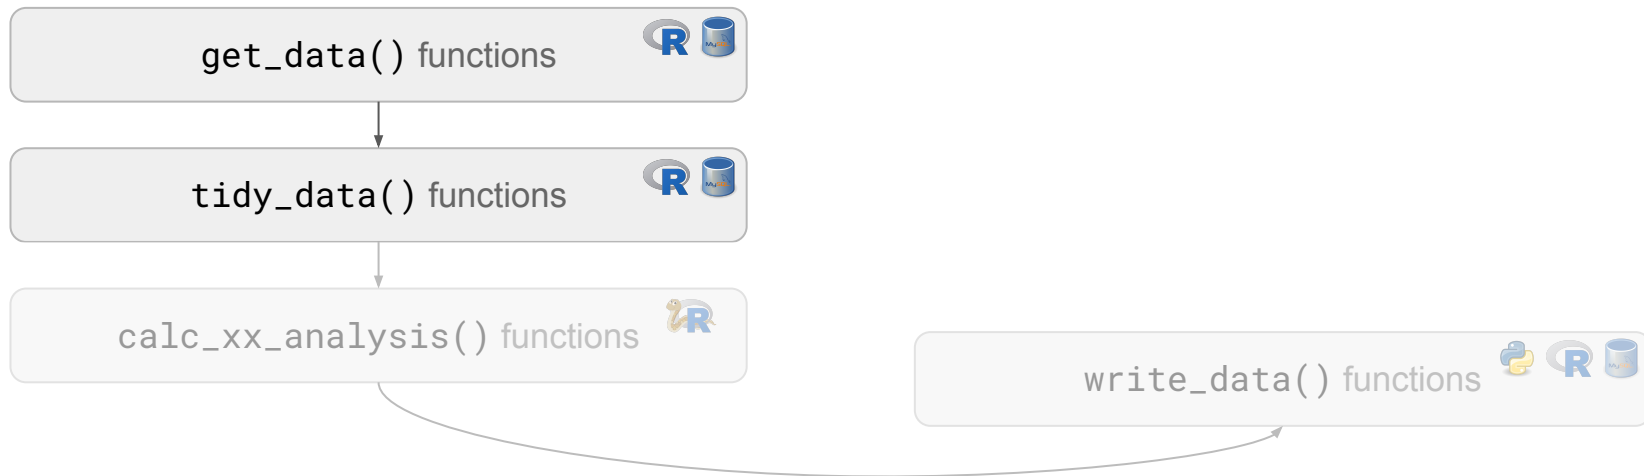 get_data() functions
tidy_data() functions
calc_xx_analysis() functions
write_data() functions
R
R
R
R